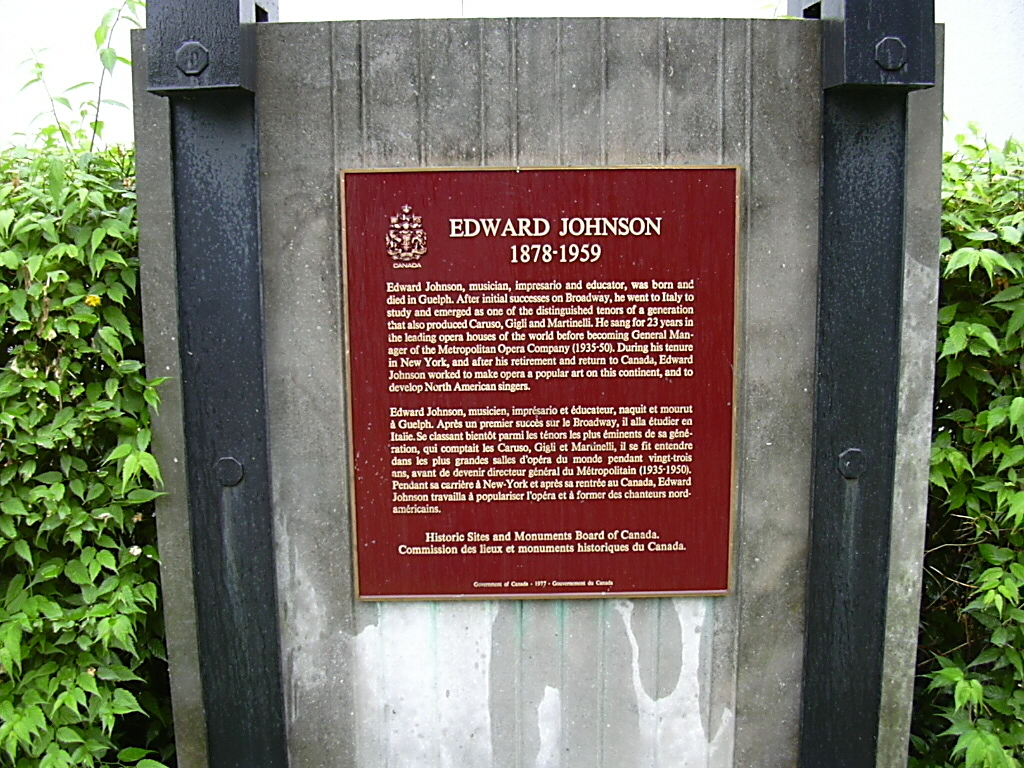 CANADA
EDWARD JOHNSON
1878-1959
Edward Johnson, musician, impresario and educator, was born and
died in Guelph. After initial successes on Broadway, he went to Italy to
study and emerged as one of the distinguished tenors of a generation
that also produced Caruso, Gigli and Martinelli. He sang for 23 years in
the leading opera houses of the world before becoming General Man-
ager of the Metropolitan Opera Company (1935-50). During his tenure
in New York, and after his retirement and return to Canada, Edward
Johnson worked to make opera a popular art on this continent, and to
develop North American singers.
Edward Johnson, musicien, imprésario et éducateur, naquit et mourut
à Guelph. Après un premier succès sur le Broadway, il alla étudier en
Italie. Se classant bientôt parmi les ténors les plus éminents de sa géné-
ration, qui comptait les Caruso, Gigli et Martinelli, il se fit entendre
dans les plus grandes salles d'opéra du monde pendant vingt-trois
ans, avant de devenir directeur général du Métropolitain (1935-1950).
Pendant sa carrière à New-York et après sa rentrée au Canada, Edward
Johnson travailla à populariser l'opéra et à former des chanteurs nord-
américains.
Historic Sites and Monuments Board of Canada.
Commission des lieux et monuments historiques du Canada.
Government of Canada - 1977 - Gouvernement du Canada